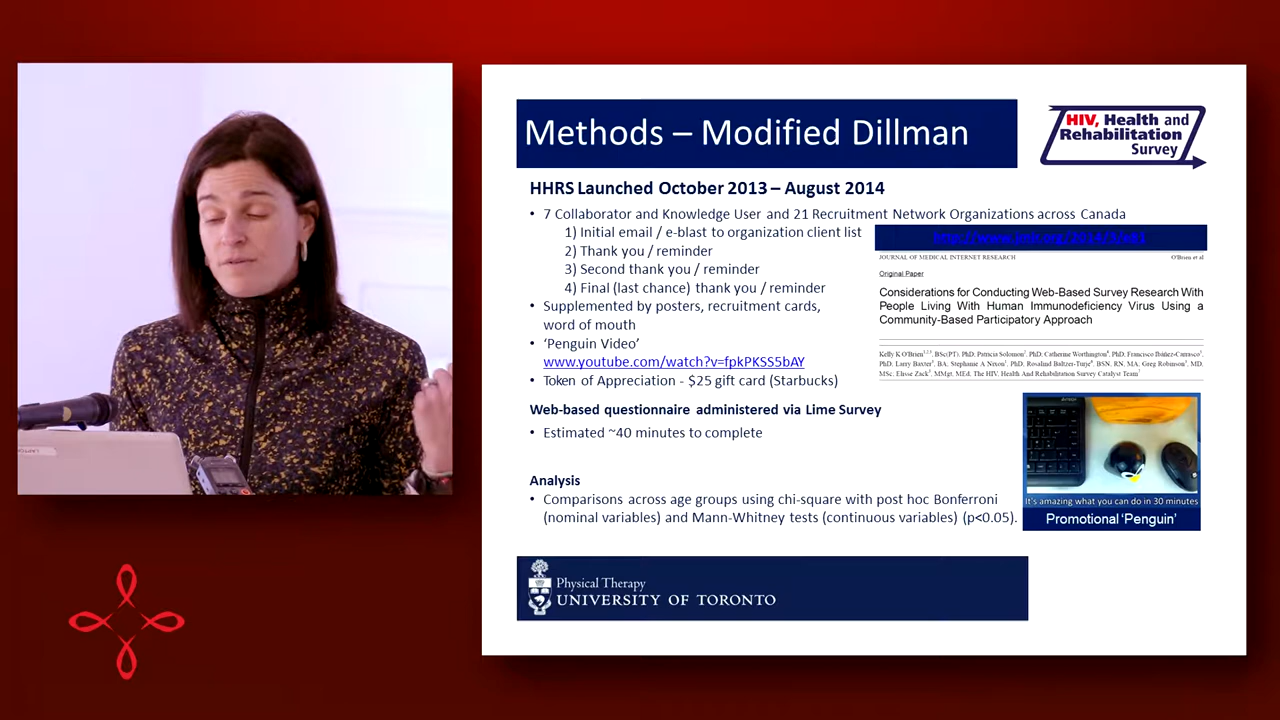 Methods – Modified Dillman
HIV, Health and
Rehabilitation
Survey
HHRS Launched October 2013 – August 2014
• 7 Collaborator and Knowledge User and 21 Recruitment Network Organizations across Canada
1) Initial email / e-blast to organization client list
2) Thank you / reminder
3) Second thank you / reminder
4) Final (last chance) thank you / reminder
• Supplemented by posters, recruitment cards,
word of mouth
• ‘Penguin Video’
www.youtube.com/watch?v=fpkPKSS5bAY
• Token of Appreciation - $25 gift card (Starbucks)
Web-based questionnaire administered via Lime Survey
• Estimated ~40 minutes to complete
Analysis
• Comparisons across age groups using chi-square with post hoc Bonferroni
(nominal variables) and Mann-Whitney tests (continuous variables) (p<0.05).
JOURNAL OF MEDICAL INTERNET RESEARCH
O'Brien et al
Original Paper
Considerations for Conducting Web-Based Survey Research With
People Living With Human Immunodeficiency Virus Using a
Community-Based Participatory Approach
It's amazing what you can do in 30 minutes
Promotional ‘Penguin’
Physical Therapy
UNIVERSITY OF TORONTO